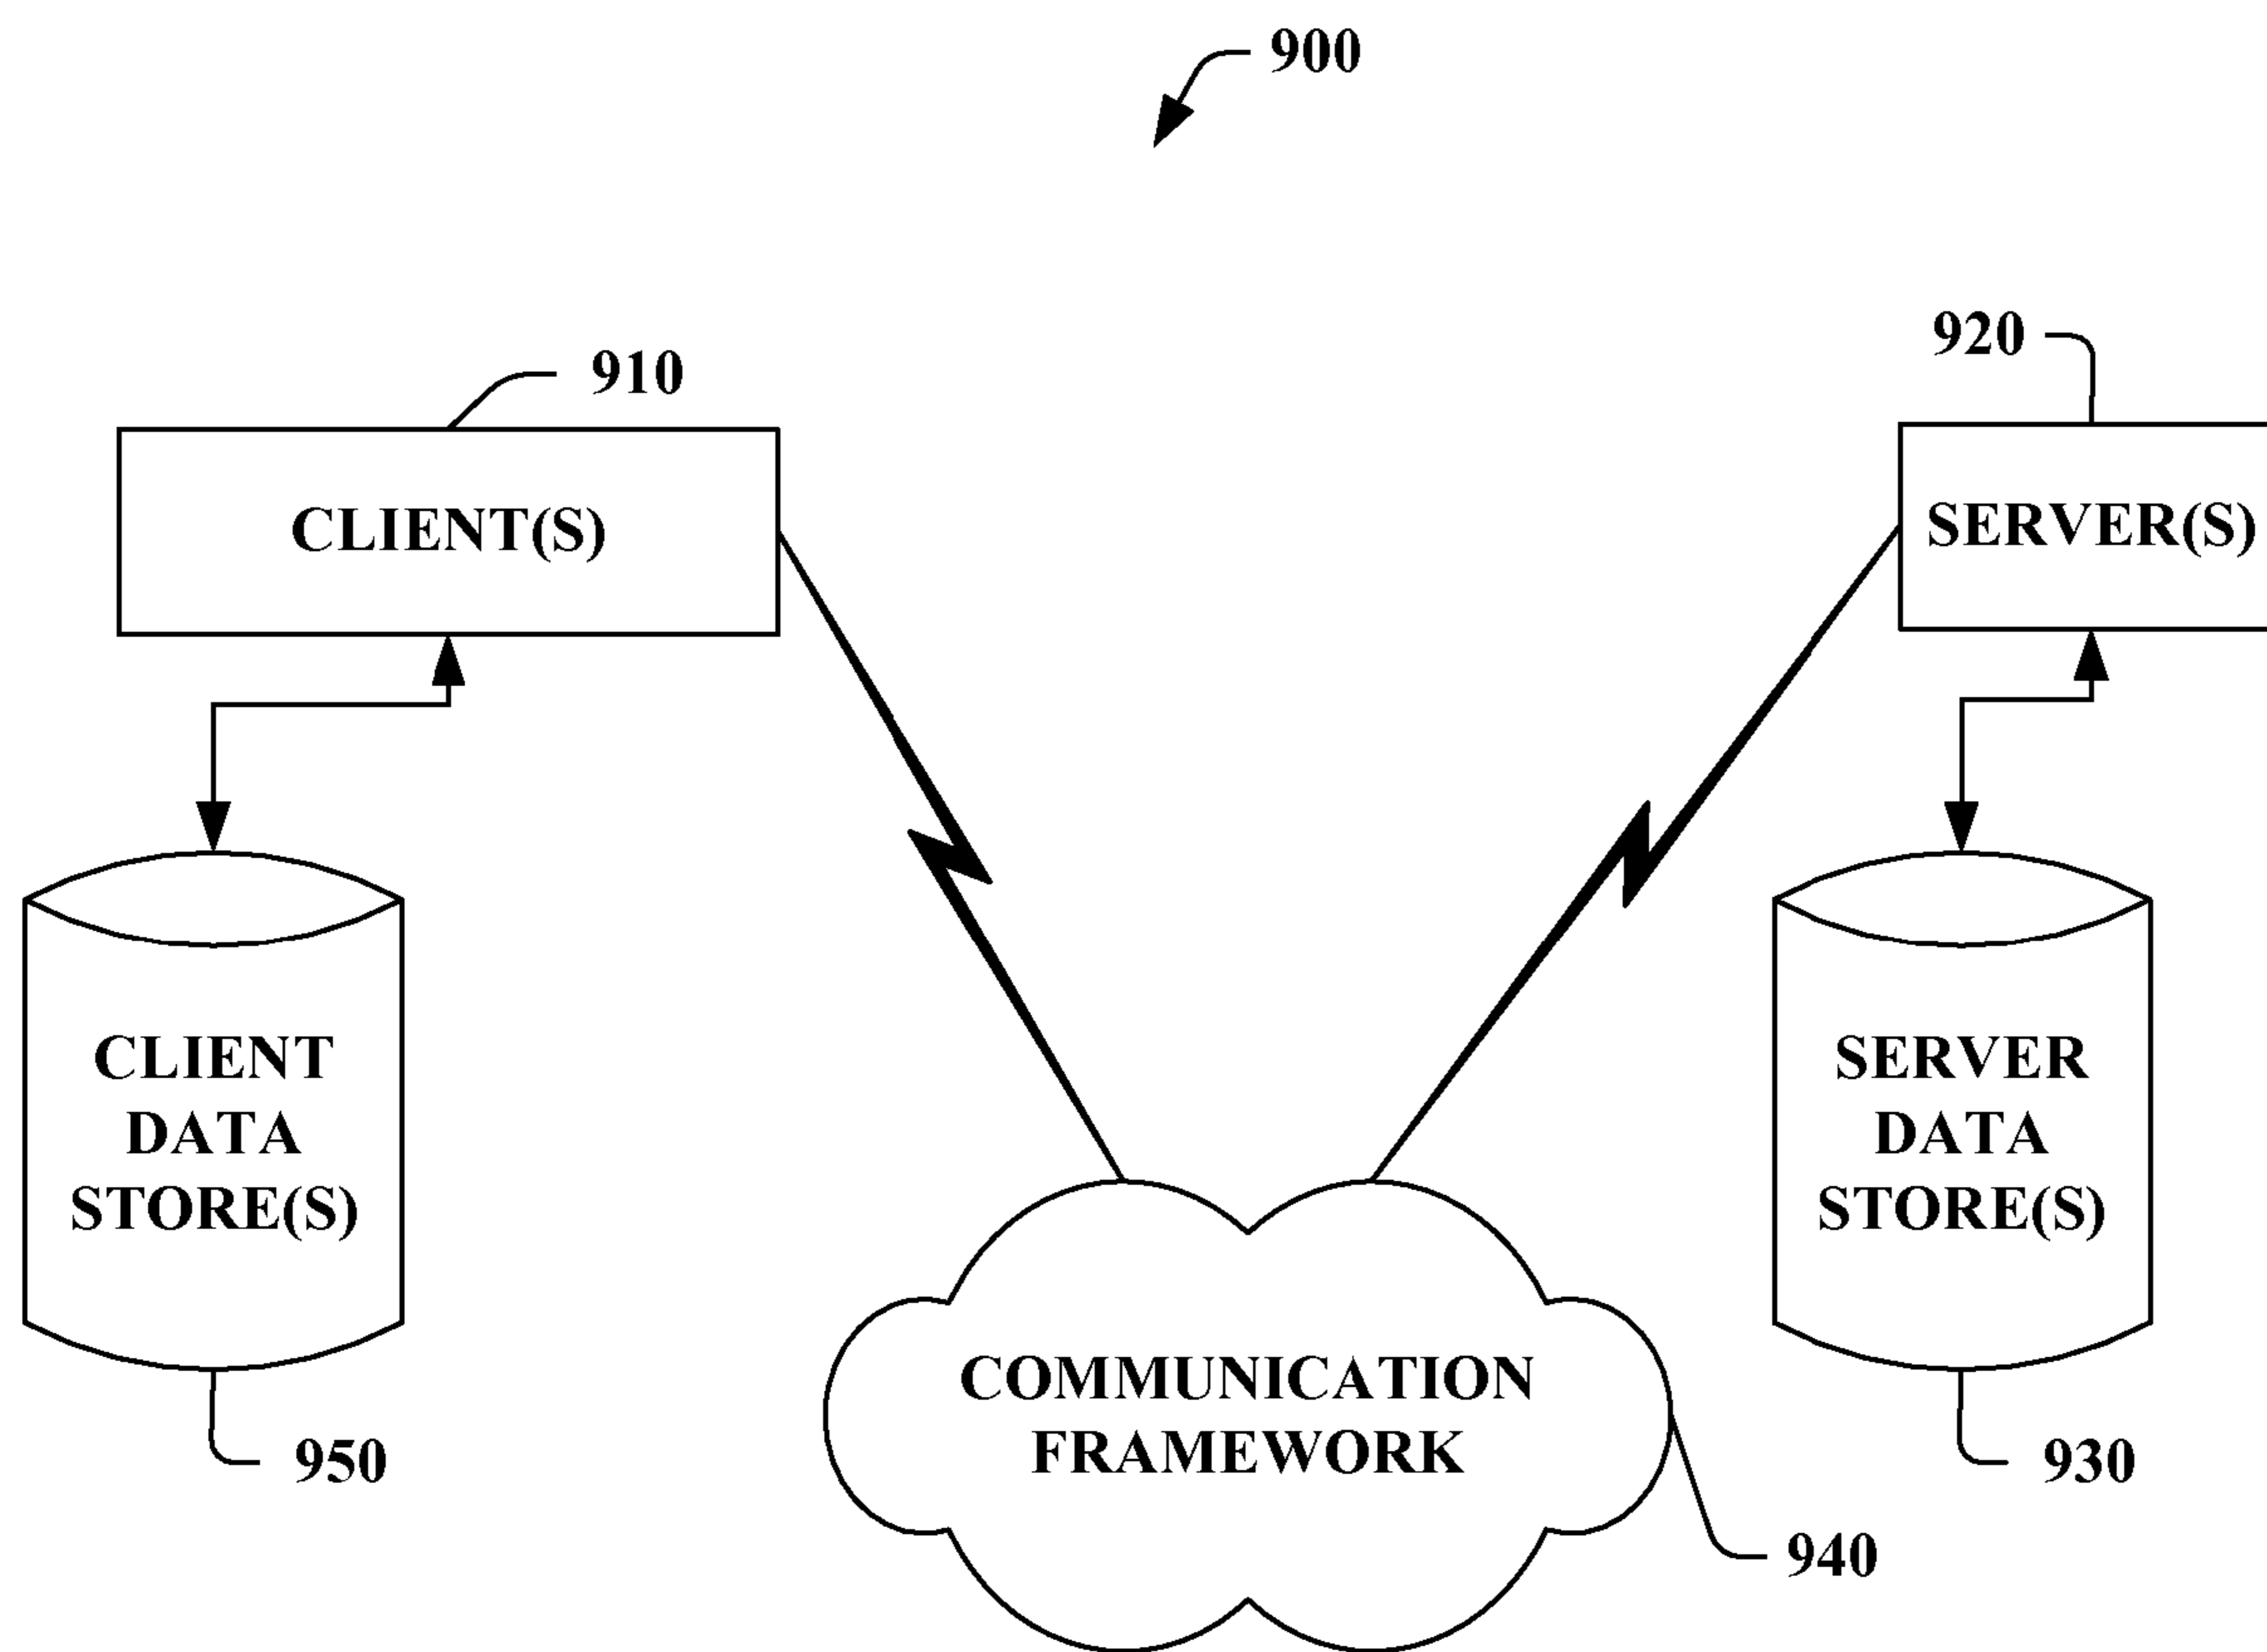 900
910
920
CLIENT(S)
SERVER(S)
CLIENT
DATA
STORE(S)
SERVER
DATA
STORE(S)
COMMUNICATION
FRAMEWORK
950
930
940